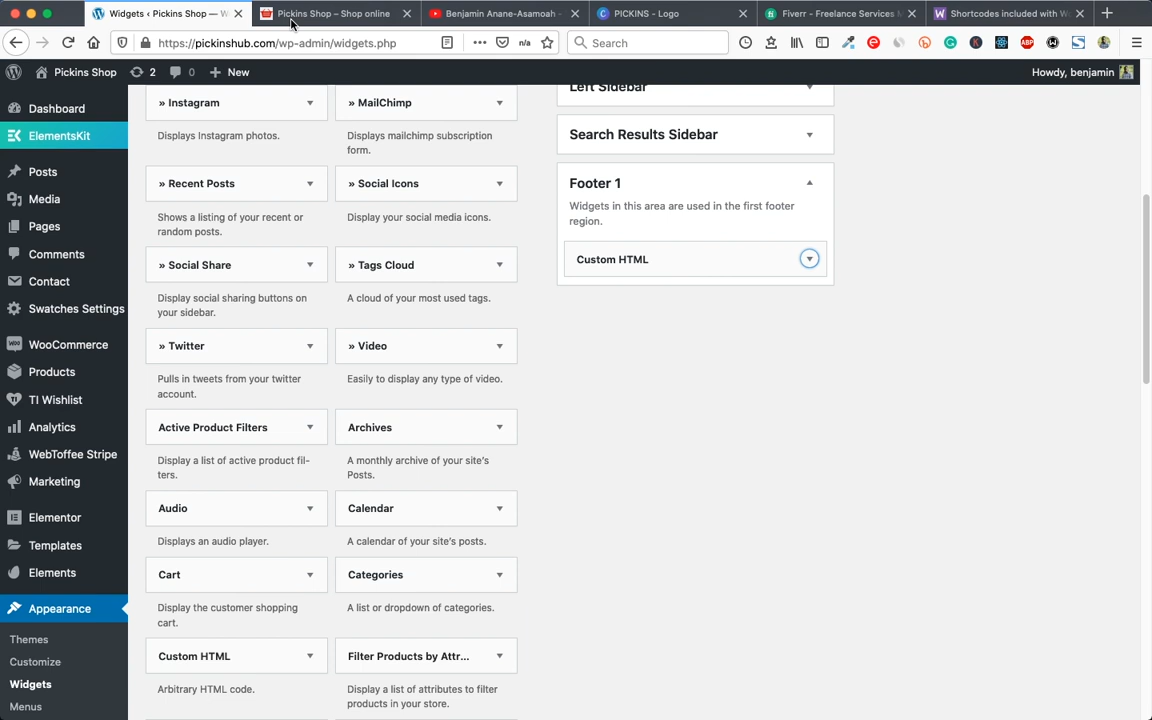 Widgets ‹ Pickins Shop — W
Pickins Shop – Shop online
Benjamin Anane-Asamoah -
PICKINS - Logo
Fiverr - Freelance Services M
Shortcodes included with Wo
https://pickinshub.com/wp-admin/widgets.php
n/a
Search
ABP
Pickins Shop
2
0
New
Howdy, benjamin
Dashboard
ElementsKit
Posts
Media
Pages
Comments
Contact
Swatches Settings
WooCommerce
Products
TI Wishlist
Analytics
WebToffee Stripe
Marketing
Elementor
Templates
Elements
Appearance
Themes
Customize
Widgets
Menus
» Instagram
Displays Instagram photos.
» MailChimp
Displays mailchimp subscription
form.
» Recent Posts
Shows a listing of your recent or
random posts.
» Social Icons
Display your social media icons.
» Social Share
Display social sharing buttons on
your sidebar.
» Tags Cloud
A cloud of your most used tags.
» Twitter
Pulls in tweets from your twitter
account.
» Video
Easily to display any type of video.
Active Product Filters
Display a list of active product fil-
ters.
Archives
A monthly archive of your site's
Posts.
Audio
Displays an audio player.
Calendar
A calendar of your site's posts.
Cart
Display the customer shopping
cart.
Categories
A list or dropdown of categories.
Custom HTML
Arbitrary HTML code.
Filter Products by Attr...
Display a list of attributes to filter
products in your store.
Left Sidebar
Search Results Sidebar
Footer 1
Widgets in this area are used in the first footer
region.
Custom HTML